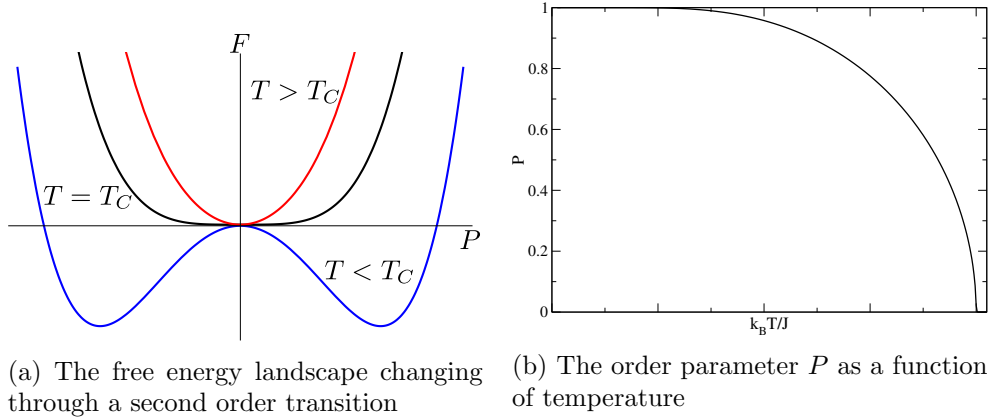 F
T > T_C
T = T_C
P
T < T_C
(a) The free energy landscape changing
through a second order transition
1
0.8
0.6
P
0.4
0.2
0
k_BT/J
(b) The order parameter P as a function
of temperature